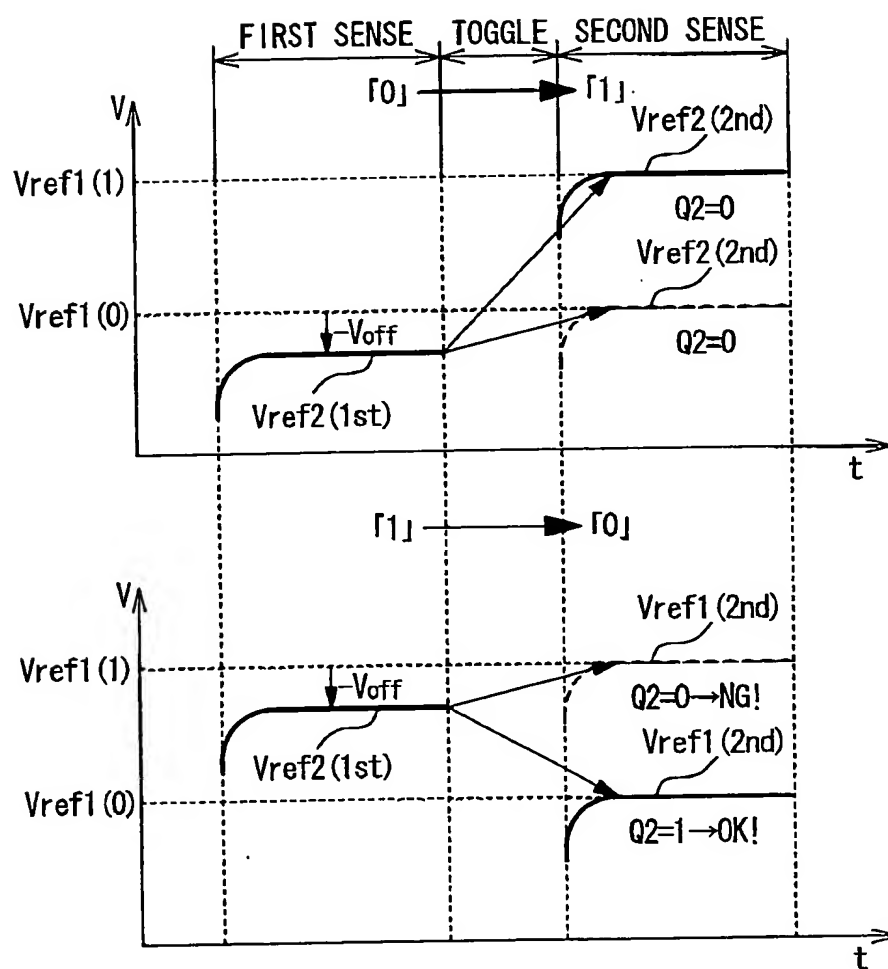 FIRST SENSE TOGGLE SECOND SENSE
「0」 「1」
V
Vref2(2nd)
Vref1(1)
Q2=0
Vref2(2nd)
Vref1(0)
-Voff
Q2=0
Vref2(1st)
t
「1」 「0」
V
Vref1(2nd)
Vref1(1)
-Voff
Q2=0→NG!
Vref2(1st)
Vref1(2nd)
Vref1(0)
Q2=1→OK!
t